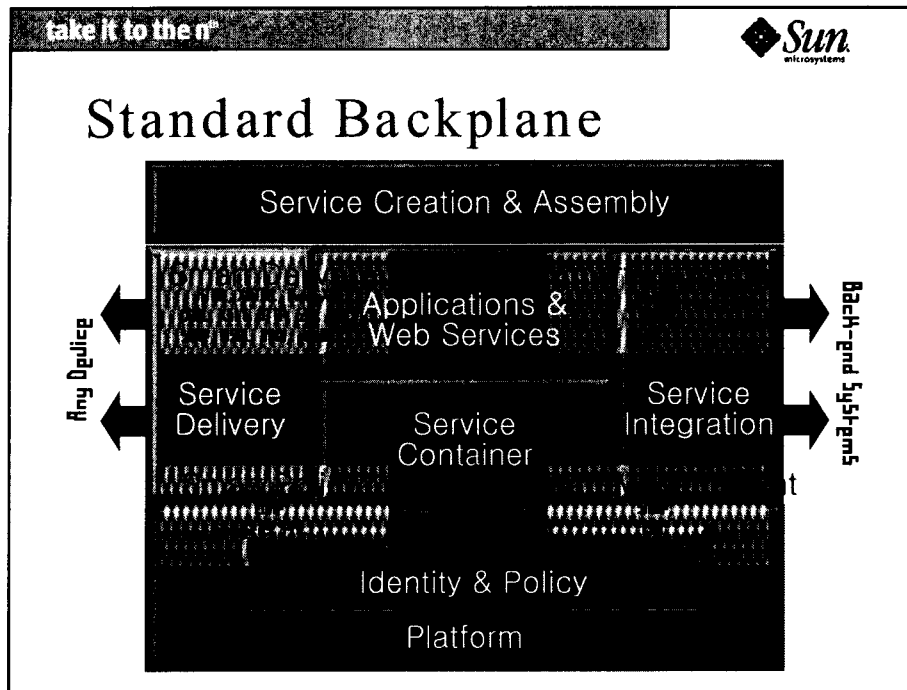 take it to the nth
Sun
microsystems
Standard Backplane
Service Creation & Assembly
Applications &
Web Services
Any Device
Back-end Systems
Service
Delivery
Service
Container
Service
Integration
Identity & Policy
Platform